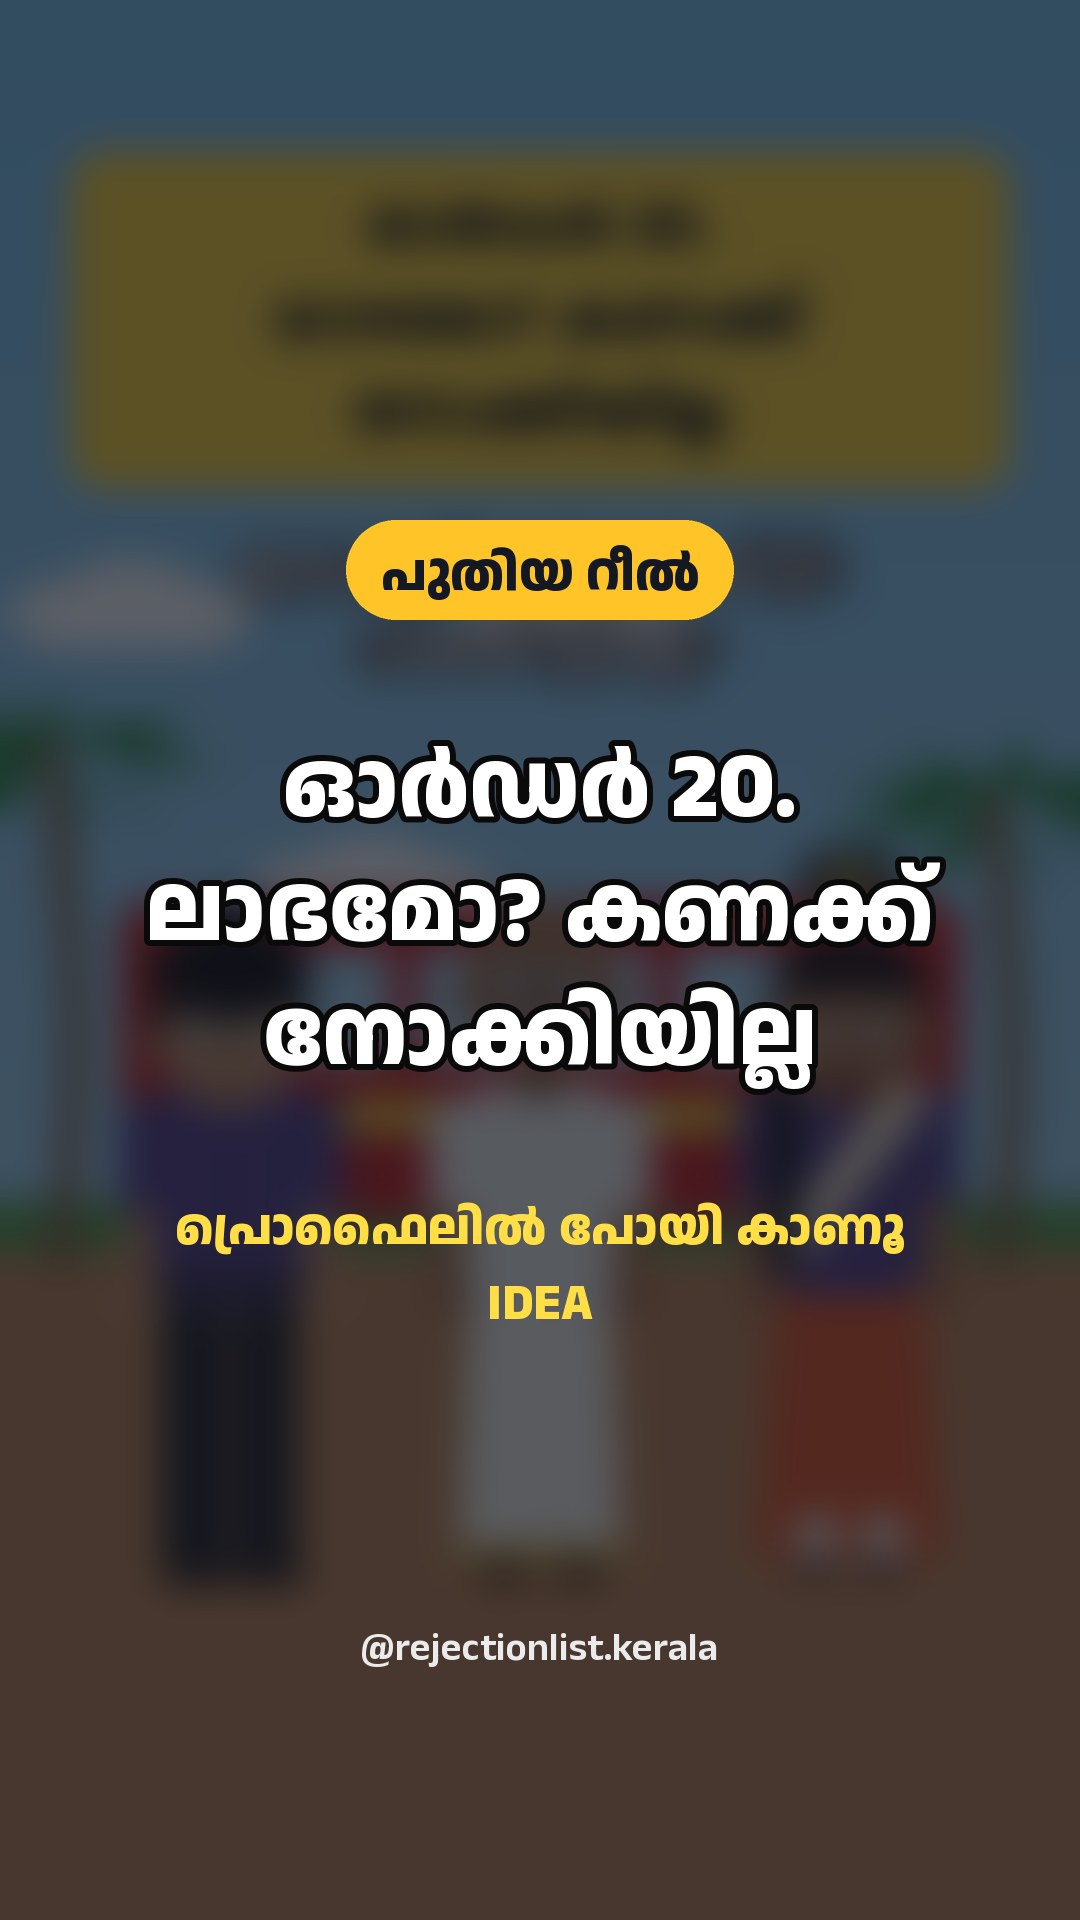 പുതിയ റീൽ
ഓർഡർ 20.
ലാഭമോ? കണക്ക്
നോക്കിയില്ല
പ്രൊഫൈലിൽ പോയി കാണൂ
IDEA
@rejectionlist.kerala